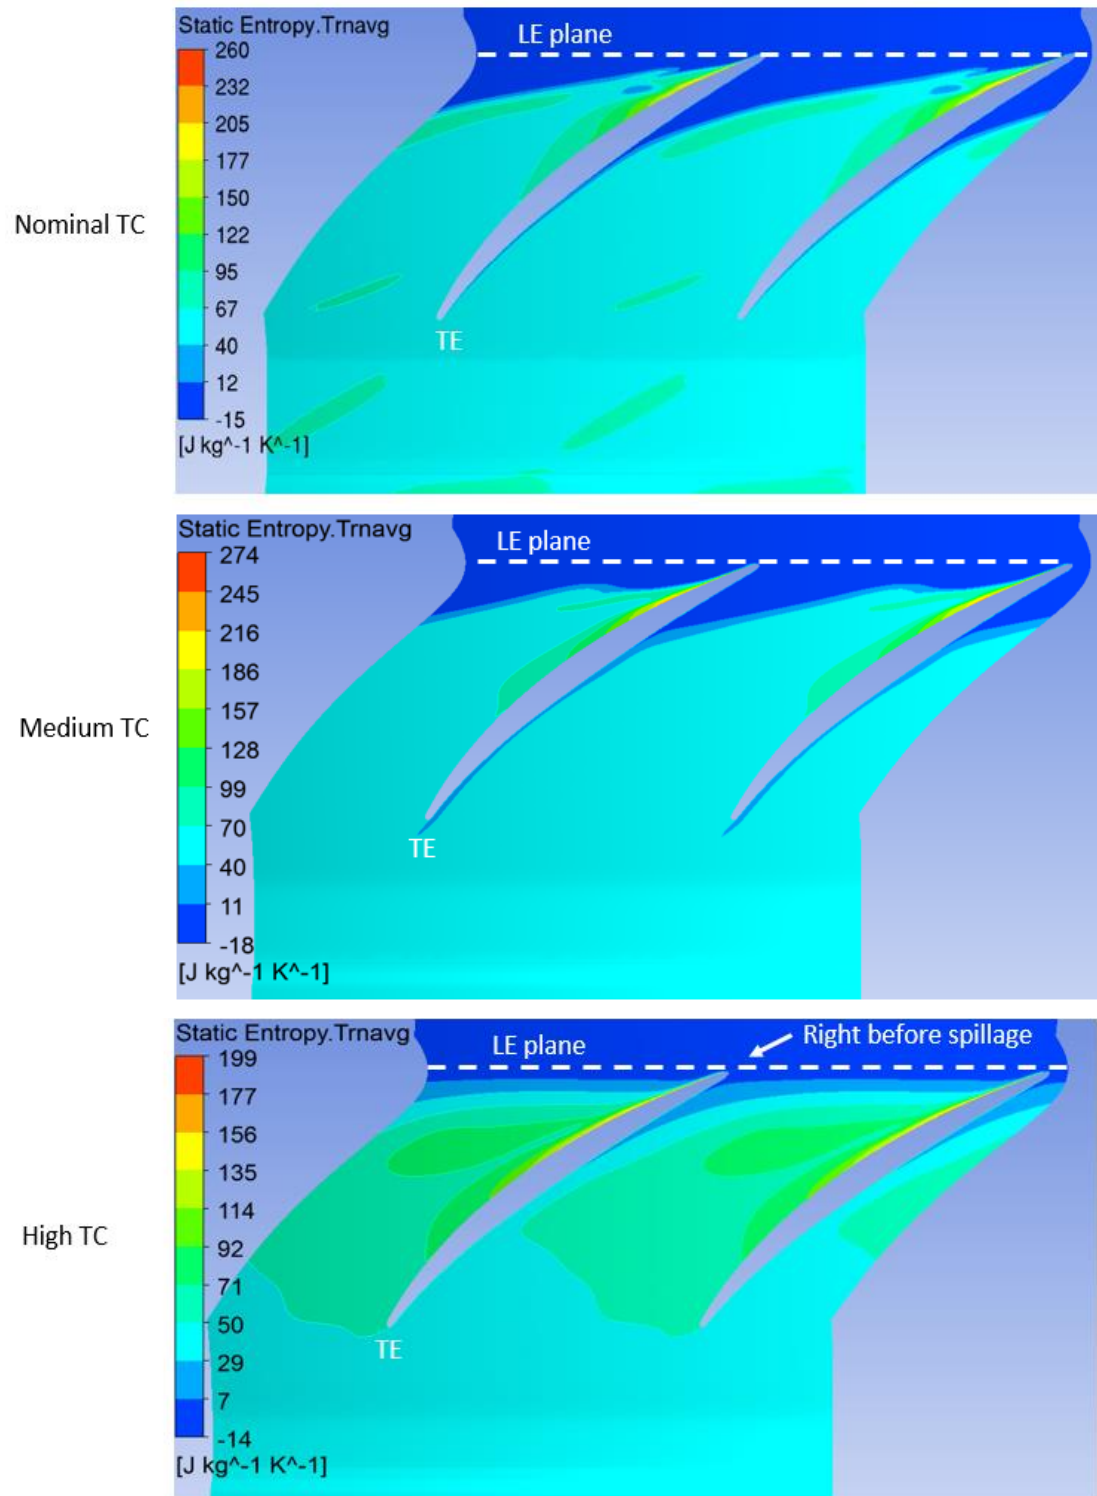 Static Entropy.Trnavg
LE plane
260
232
205
177
150
122
95
67
40
12
-15
[J kg^-1 K^-1]
Nominal TC
TE
Static Entropy.Trnavg
LE plane
274
245
216
186
157
128
99
70
40
11
-18
[J kg^-1 K^-1]
Medium TC
TE
Static Entropy.Trnavg
LE plane
Right before spillage
199
177
156
135
114
92
71
50
29
7
-14
[J kg^-1 K^-1]
High TC
TE